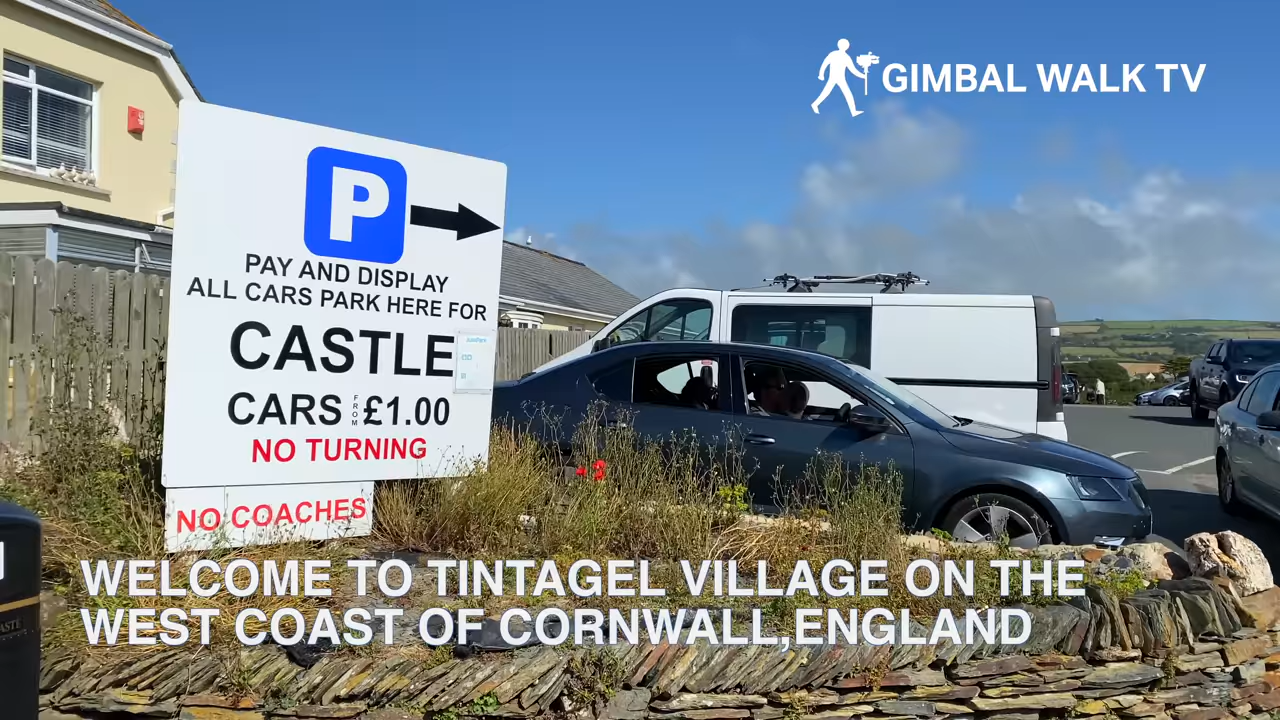 GIMBAL WALK TV
P
PAY AND DISPLAY
ALL CARS PARK HERE FOR
CASTLE
CARS FROM £1.00
NO TURNING
NO COACHES
WELCOME TO TINTAGEL VILLAGE ON THE
WEST COAST OF CORNWALL,ENGLAND